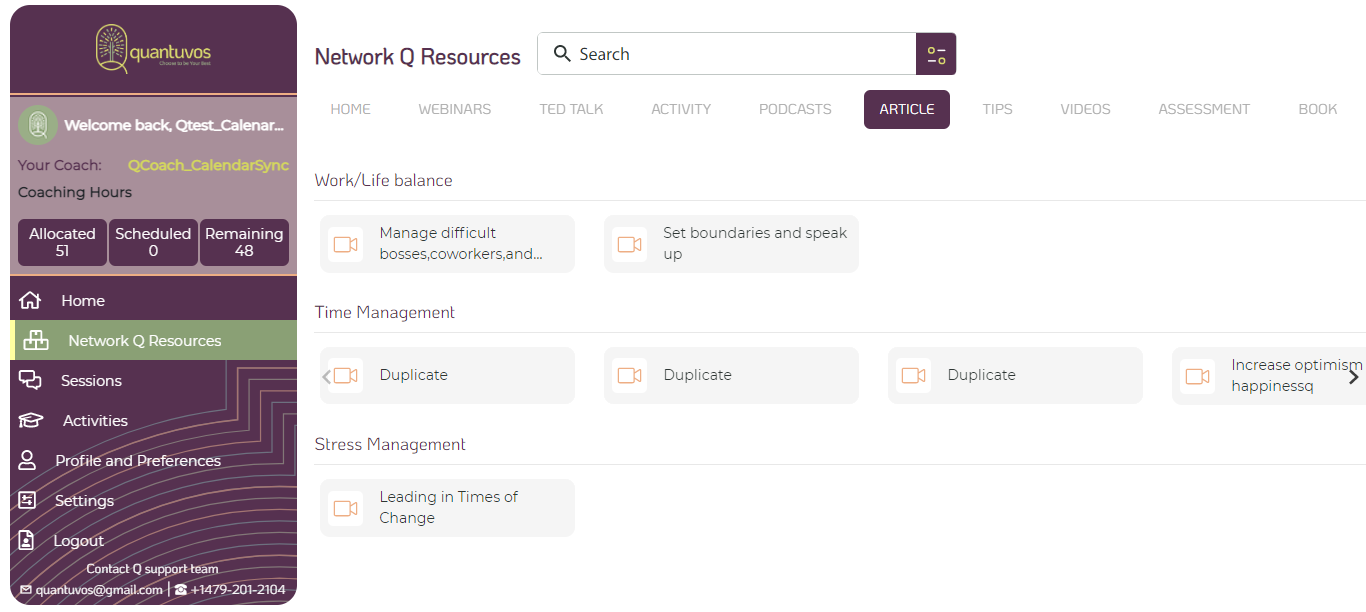 quantuvos
Choose to be Your Best
Welcome back, Qtest_Calenar...
Your Coach: QCoach_CalendarSync
Coaching Hours
Allocated Scheduled Remaining
51 0 48
Home
Network Q Resources
Sessions
Activities
Profile and Preferences
Settings
Logout
Contact Q support team
quantuvos@gmail.com | +1479-201-2104
Network Q Resources
Search
HOME WEBINARS TED TALK ACTIVITY PODCASTS ARTICLE TIPS VIDEOS ASSESSMENT BOOK
Work/Life balance
Manage difficult
bosses,coworkers,and...
Set boundaries and speak
up
Time Management
Duplicate
Duplicate
Duplicate
Increase optimism
happinessq
Stress Management
Leading in Times of
Change